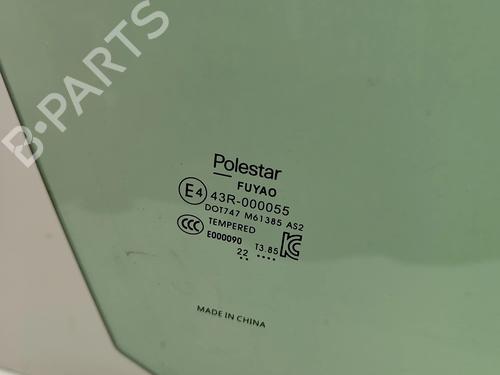 B-PARTS
Polestar
FUYAO
E4 43R-000055
DOT747 M61385 AS2
CCC TEMPERED
E000090 T3.85 KC
22
MADE IN CHINA